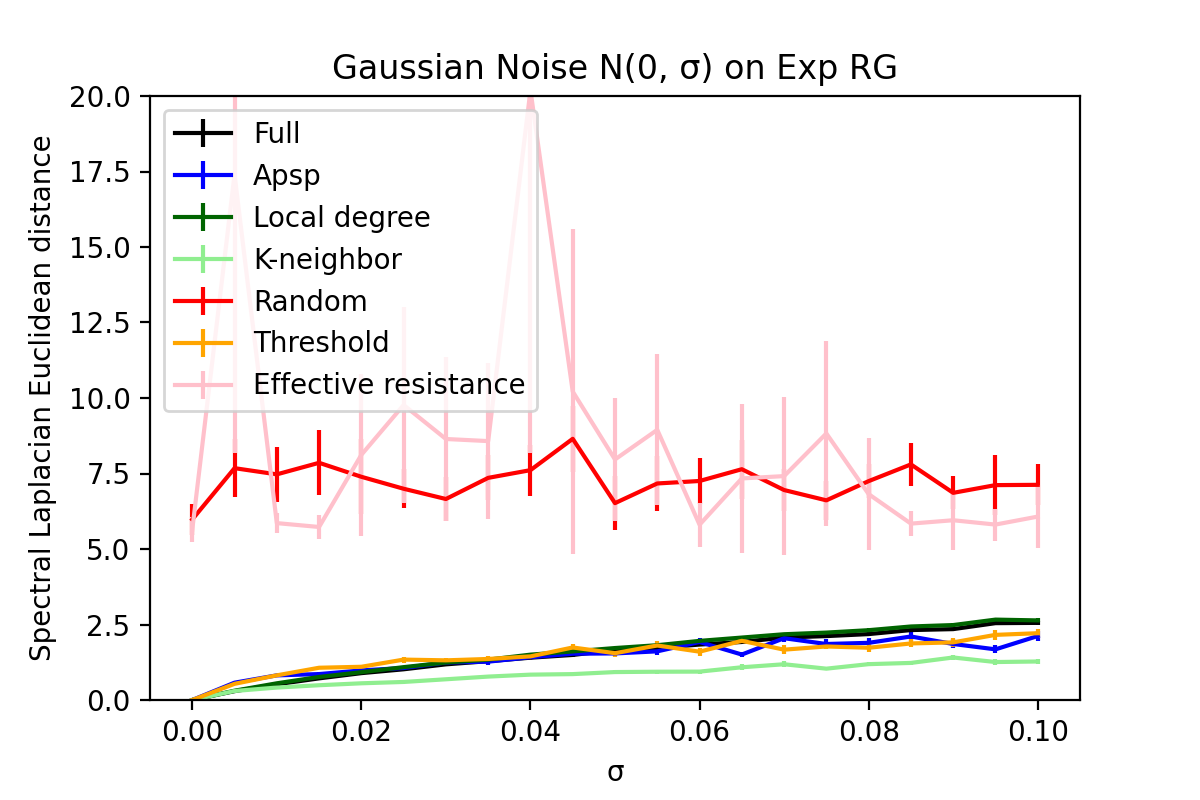 Gaussian Noise N(0, σ) on Exp RG
Spectral Laplacian Euclidean distance
20.0
17.5
15.0
12.5
10.0
7.5
5.0
2.5
0.0
Full
Apsp
Local degree
K-neighbor
Random
Threshold
Effective resistance
0.00 0.02 0.04 0.06 0.08 0.10
σ